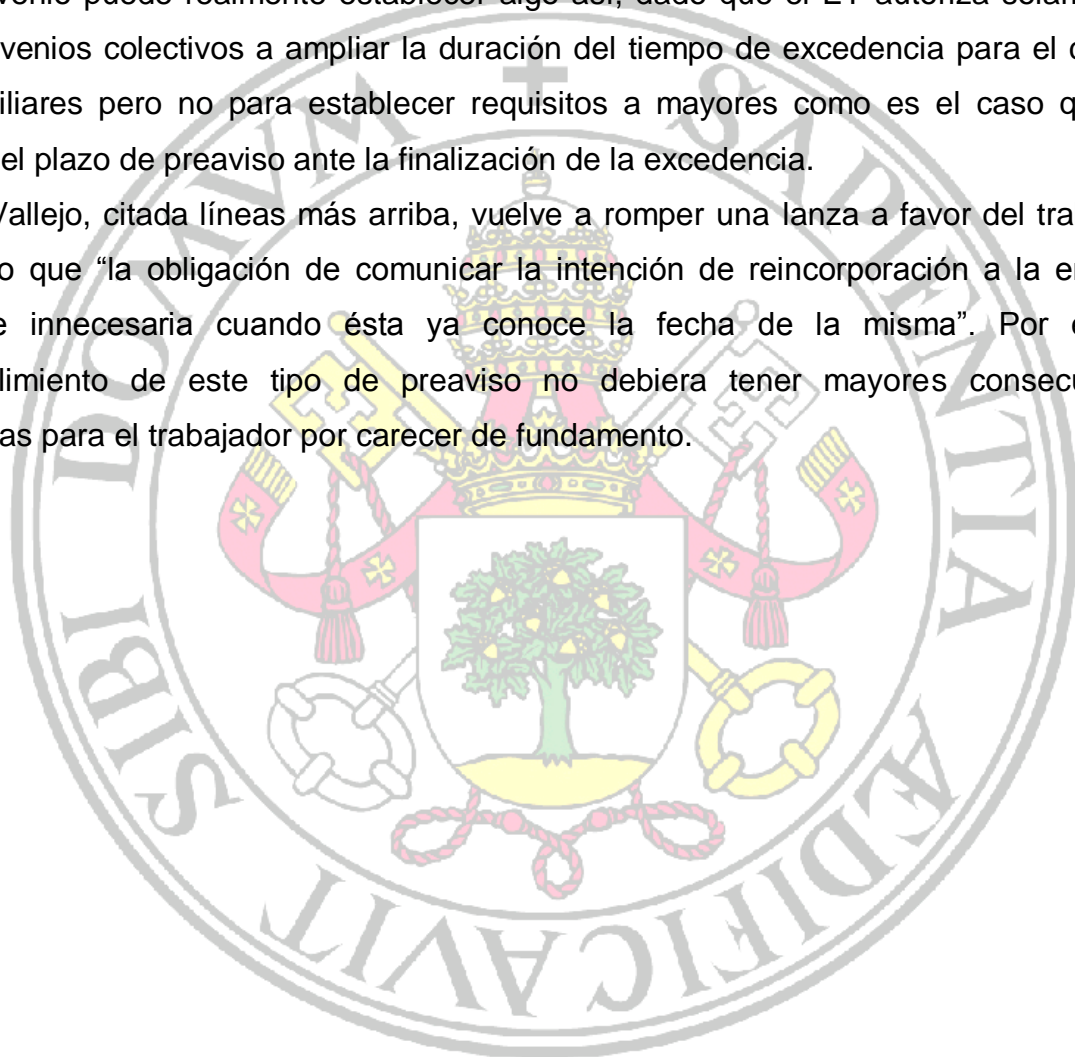 venio puede realmente establecer algo así, dado que el ET autoriza solam
venios colectivos a ampliar la duración del tiempo de excedencia para el c
iliares pero no para establecer requisitos a mayores como es el caso q
el plazo de preaviso ante la finalización de la excedencia.
Vallejo, citada líneas más arriba, vuelve a romper una lanza a favor del tra
o que “la obligación de comunicar la intención de reincorporación a la e
e innecesaria cuando ésta ya conoce la fecha de la misma”. Por
limiento de este tipo de preaviso no debiera tener mayores consecu
as para el trabajador por carecer de fundamento.
SAPIENTIA ÆDIFICAVIT SIBI DOMVM